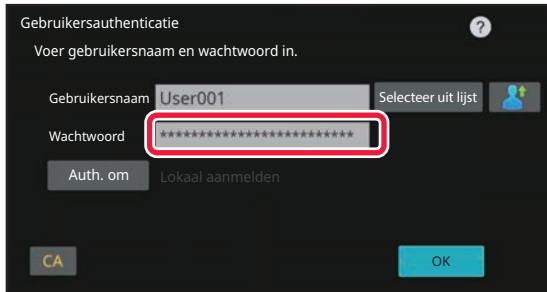 Gebruikersauthenticatie ?
Voer gebruikersnaam en wachtwoord in.
Gebruikersnaam User001 Selecteer uit lijst
Wachtwoord *************************
Auth. om Lokaal aanmelden
CA OK